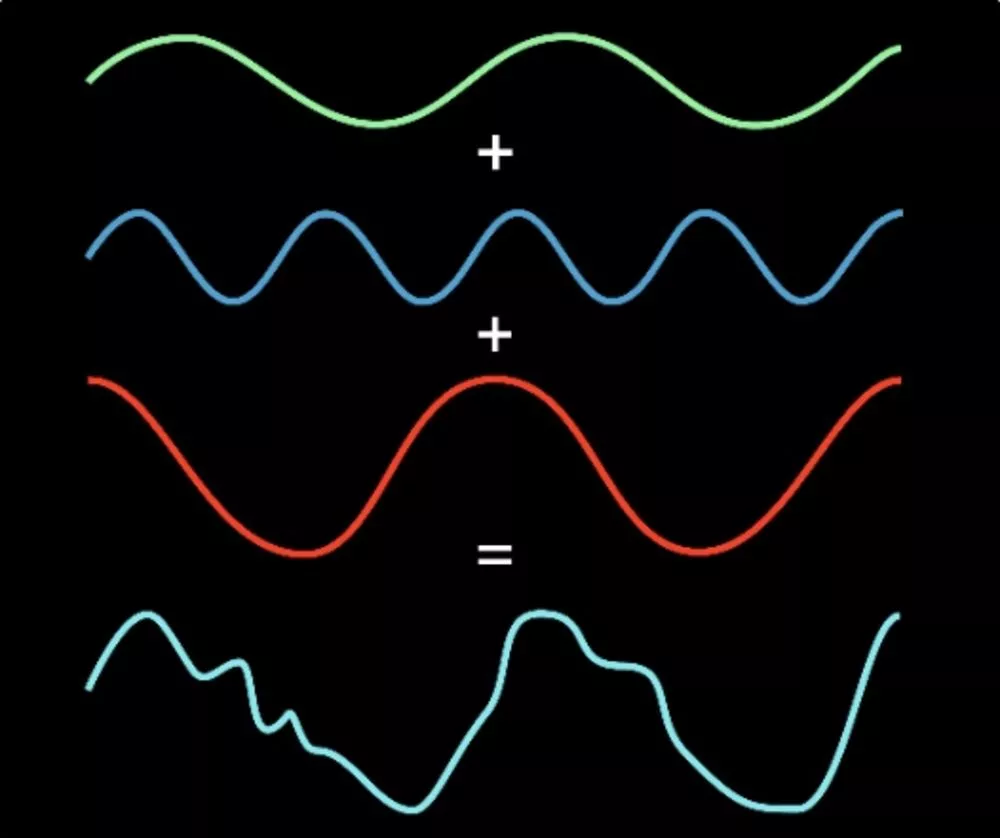 +
+
=